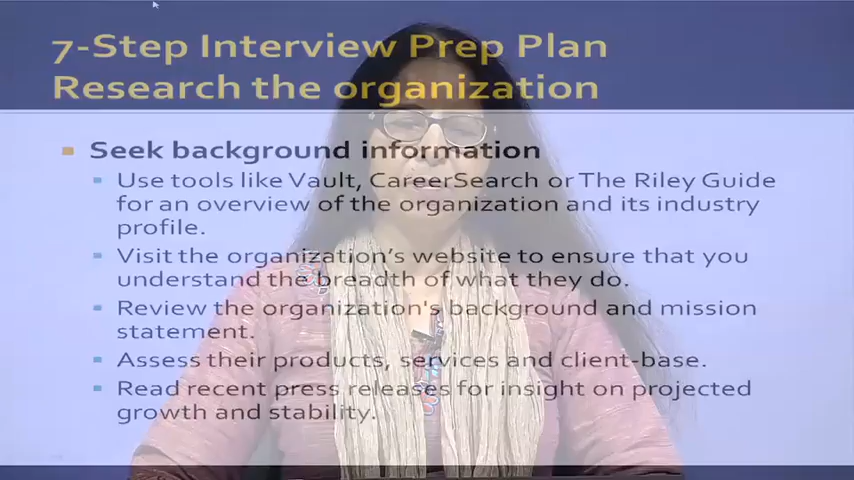 7-Step Interview Prep Plan
Research the organization
Seek background information
Use tools like Vault, CareerSearch or The Riley Guide
for an overview of the organization and its industry
profile.
Visit the organization's website to ensure that you
understand the breadth of what they do.
Review the organization's background and mission
statement.
Assess their products, services and client-base.
Read recent press releases for insight on projected
growth and stability.